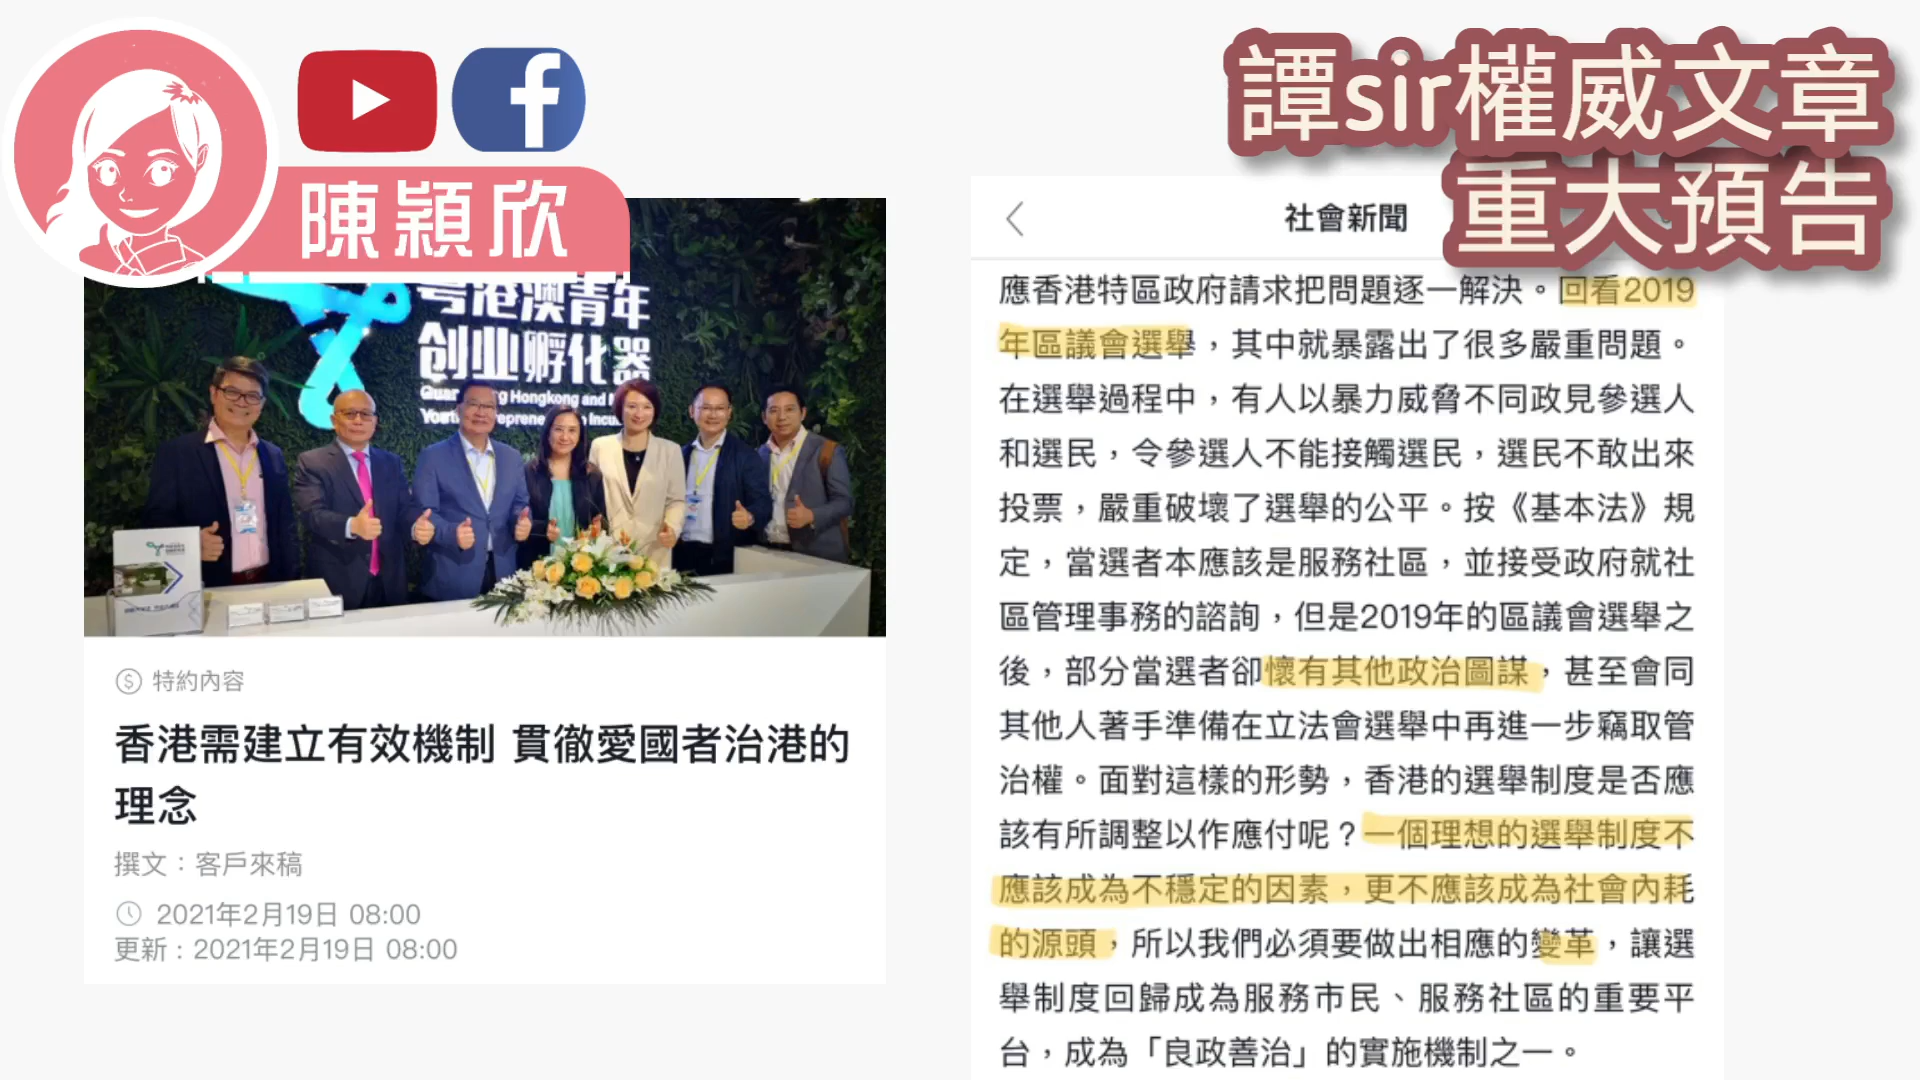 譚sir權威文章
重大預告
陳穎欣
粵港澳青年
创业孵化器
特約內容
香港需建立有效機制 貫徹愛國者治港的
理念
撰文：客戶來稿
2021年2月19日 08:00
更新：2021年2月19日 08:00
社會新聞
應香港特區政府請求把問題逐一解決。回看2019
年區議會選舉，其中就暴露出了很多嚴重問題。
在選舉過程中，有人以暴力威脅不同政見參選人
和選民，令參選人不能接觸選民，選民不敢出來
投票，嚴重破壞了選舉的公平。按《基本法》規
定，當選者本應該是服務社區，並接受政府就社
區管理事務的諮詢，但是2019年的區議會選舉之
後，部分當選者卻懷有其他政治圖謀，甚至會同
其他人著手準備在立法會選舉中再進一步竊取管
治權。面對這樣的形勢，香港的選舉制度是否應
該有所調整以作應付呢？一個理想的選舉制度不
應該成為不穩定的因素，更不應該成為社會內耗
的源頭，所以我們必須要做出相應的變革，讓選
舉制度回歸成為服務市民、服務社區的重要平
台，成為「良政善治」的實施機制之一。